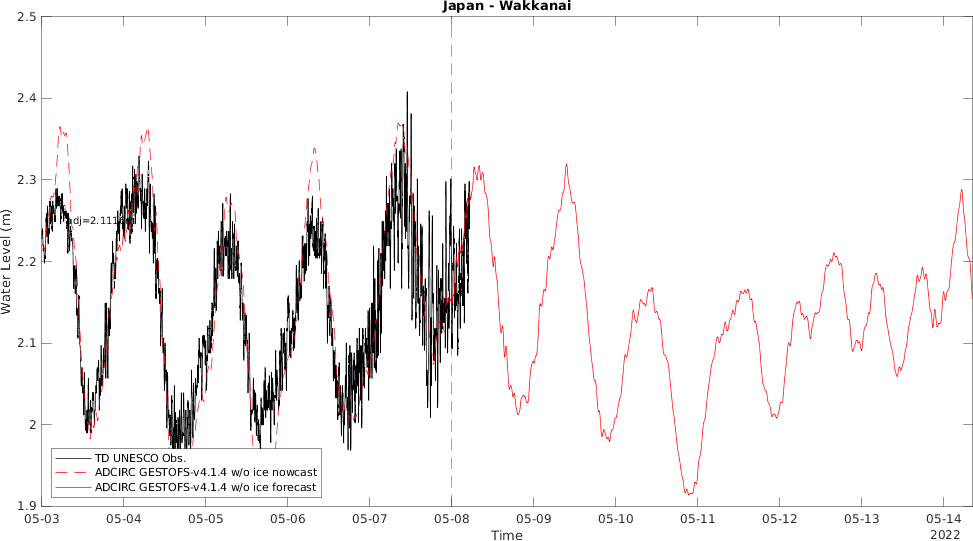 Japan - Wakkanai
2.5
2.4
2.3
2.2
2.1
2
1.9
Water Level (m)
TD UNESCO Obs.
ADCIRC GESTOFS-v4.1.4 w/o ice nowcast
ADCIRC GESTOFS-v4.1.4 w/o ice forecast
05-03 05-04 05-05 05-06 05-07 05-08 05-09 05-10 05-11 05-12 05-13 05-14
Time
2022